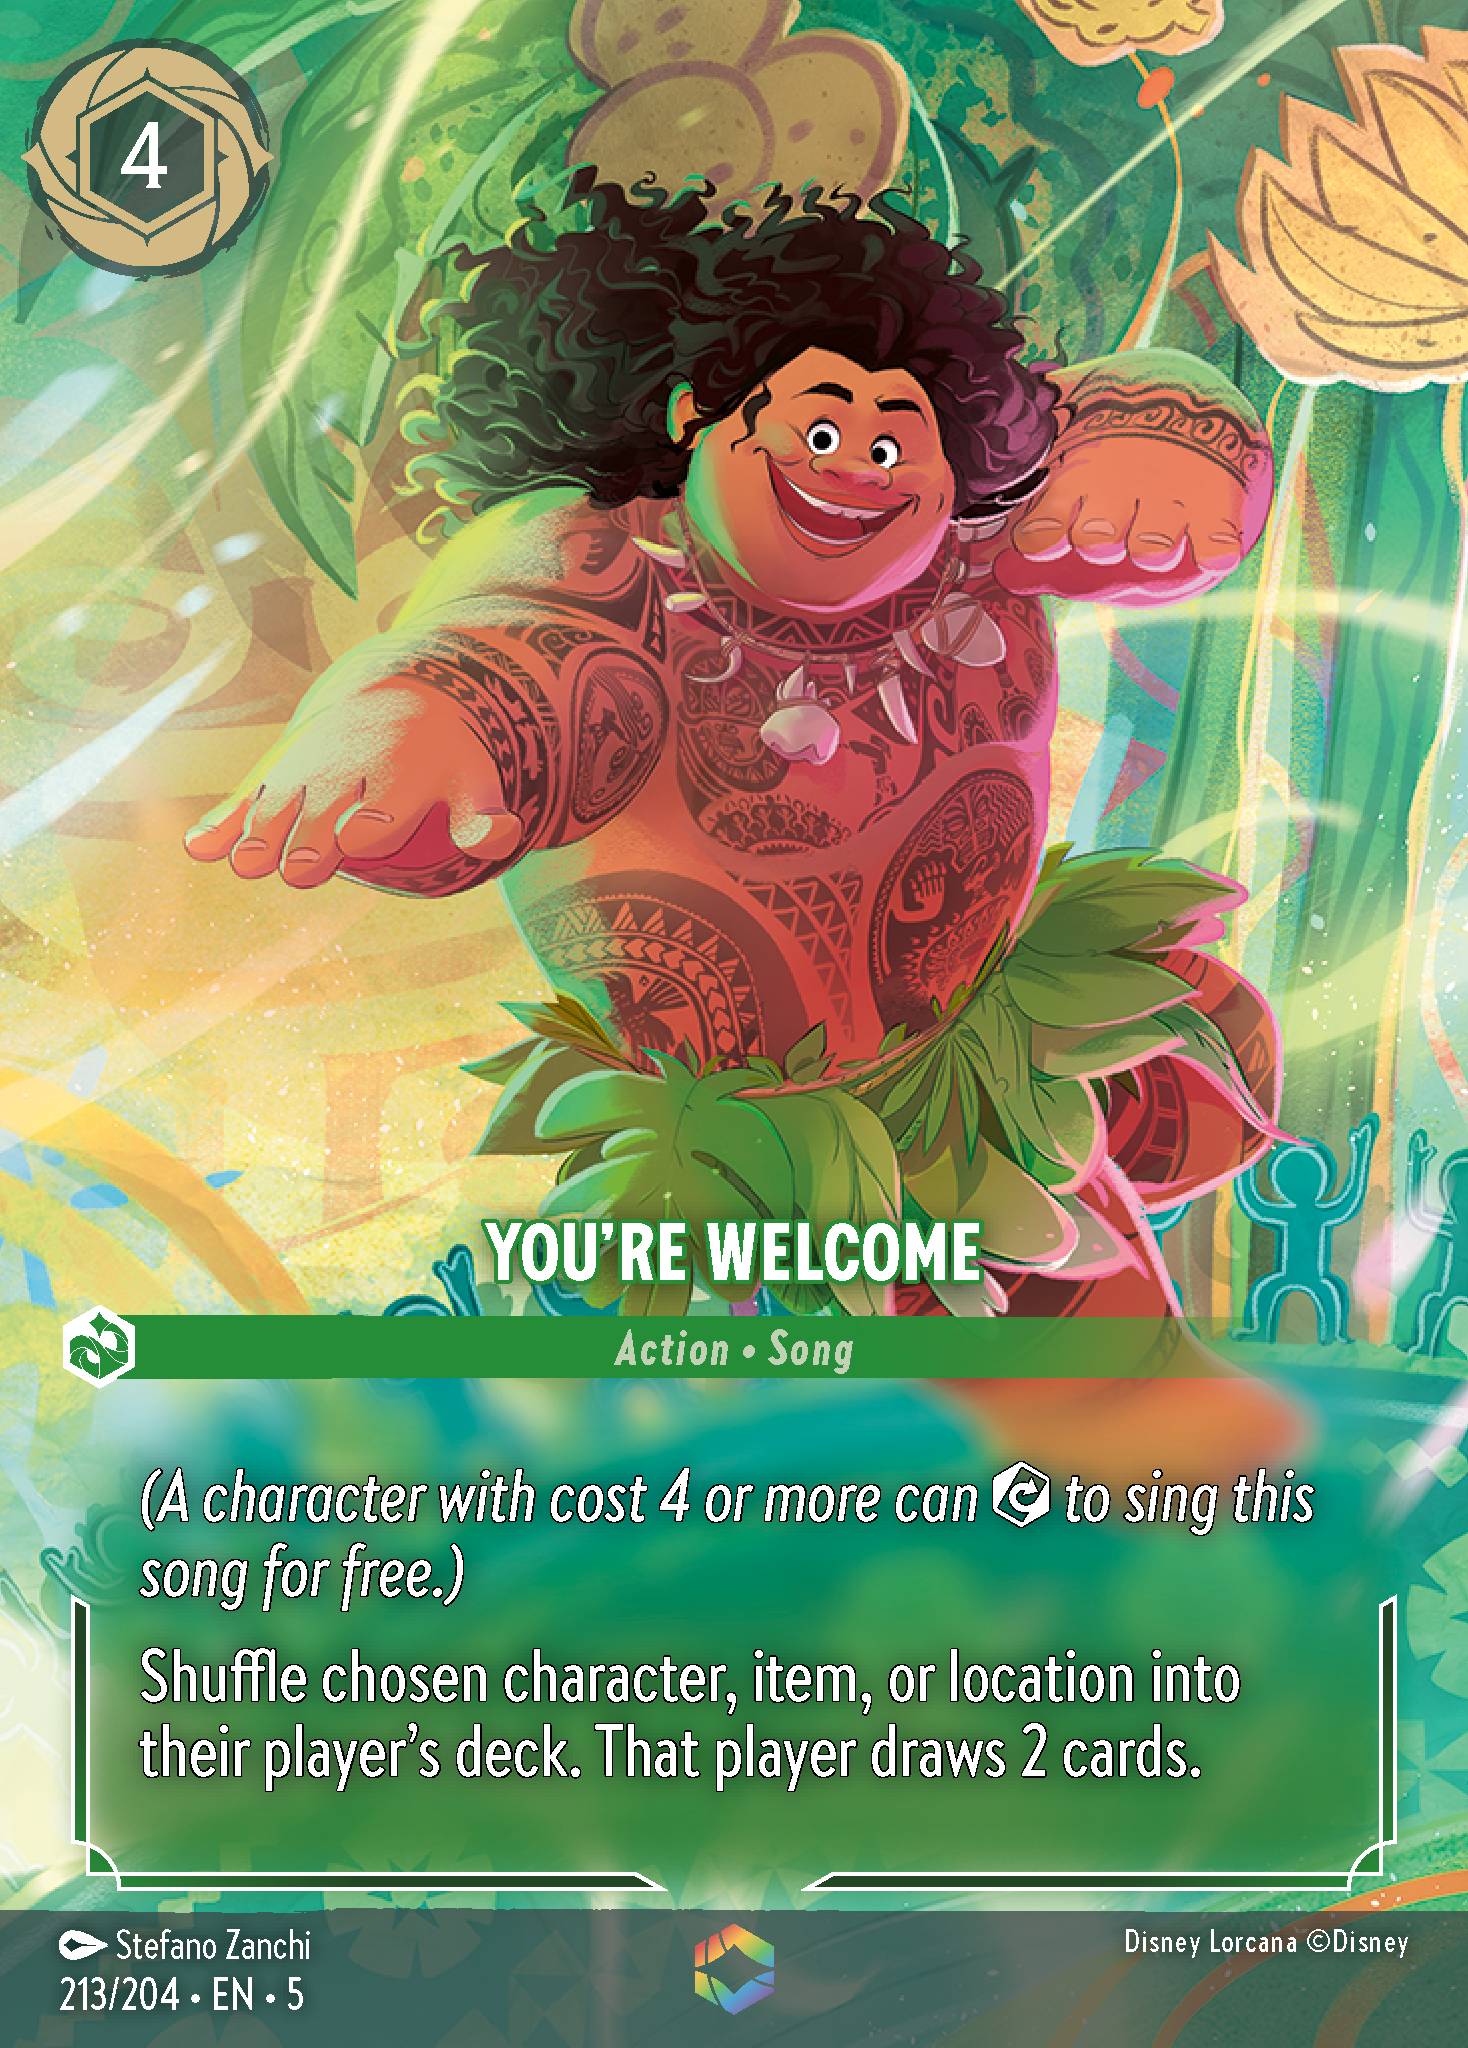 4
YOU’RE WELCOME
Action • Song
(A character with cost 4 or more can to sing this
song for free.)
Shuffle chosen character, item, or location into
their player’s deck. That player draws 2 cards.
Stefano Zanchi
Disney Lorcana ©Disney
213/204 • EN • 5